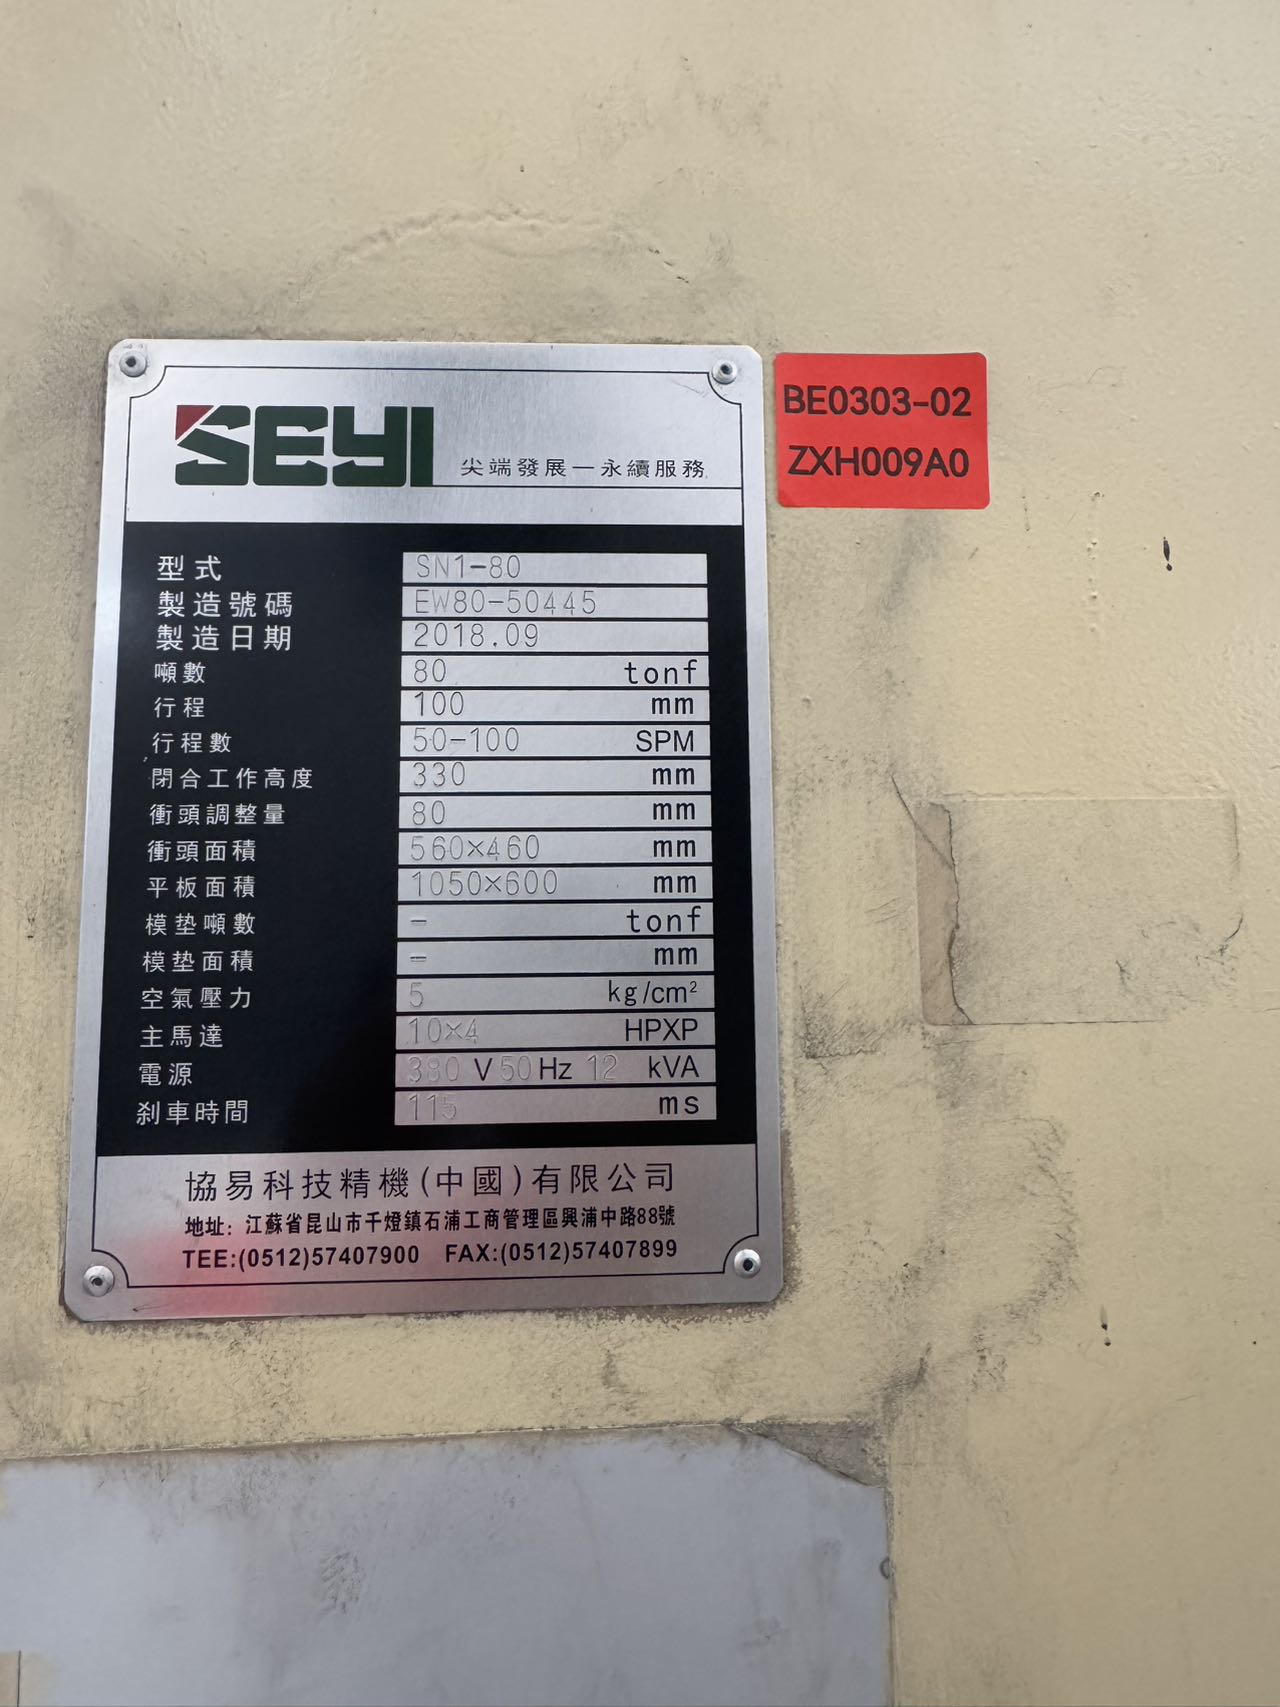 SEYI 尖端發展一永續服務
BE0303-02
ZXH009A0
型式 SN1-80
製造號碼 EW80-50445
製造日期 2018.09
噸數 80 tonf
行程 100 mm
行程數 50-100 SPM
閉合工作高度 330 mm
衝頭調整量 80 mm
衝頭面積 560×460 mm
平板面積 1050×600 mm
模垫噸數 - tonf
模垫面積 - mm
空氣壓力 5 kg/cm²
主馬達 10×4 HPXP
電源 380 V 50 Hz 12 kVA
刹車時間 115 ms
協易科技精機(中國)有限公司
地址: 江蘇省昆山市千燈鎮石浦工商管理區興浦中路88號
TEE:(0512)57407900 FAX:(0512)57407899